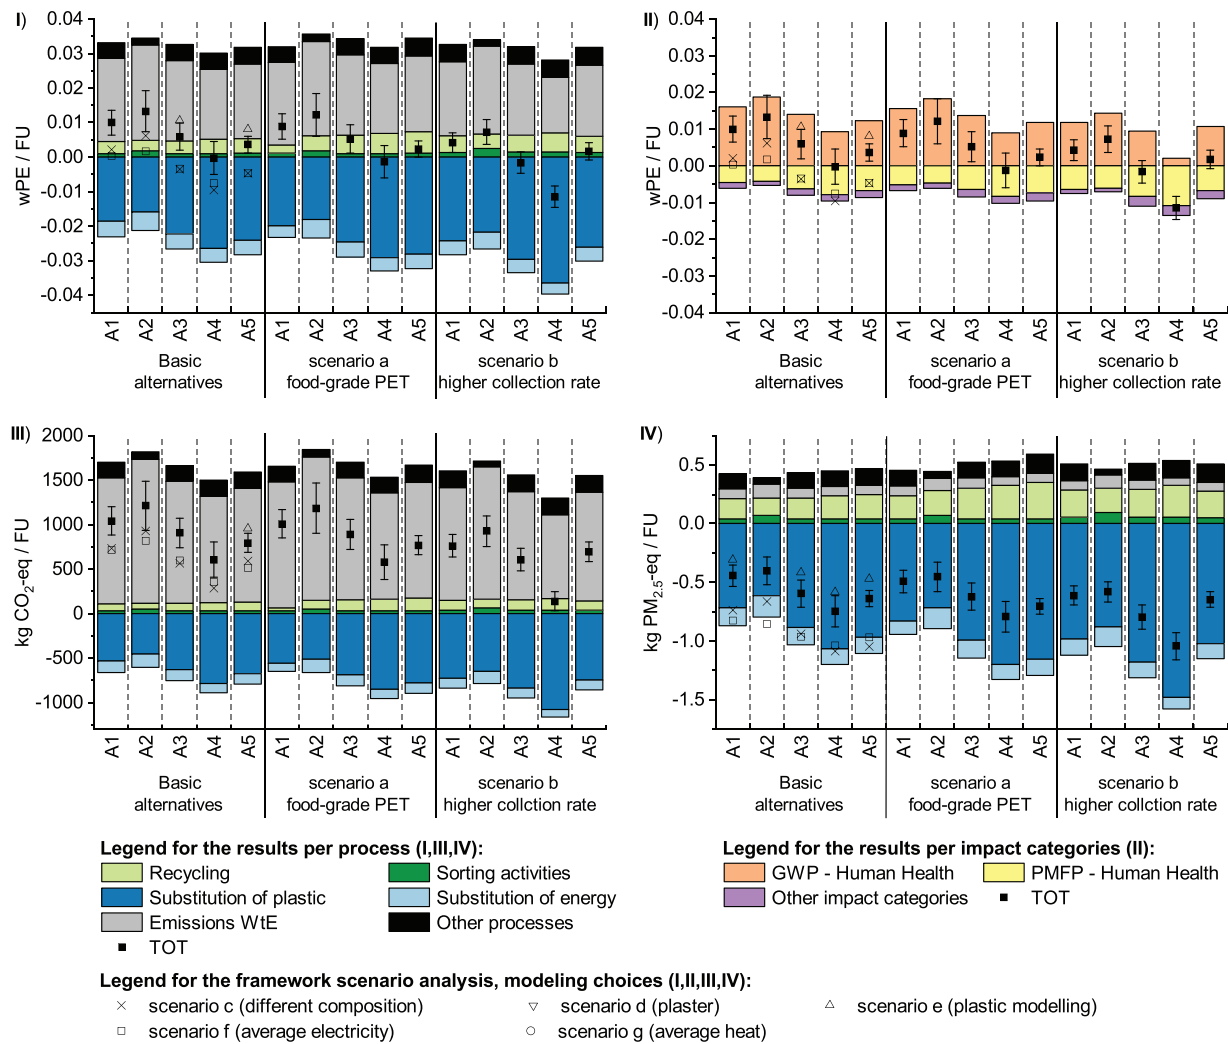 I)
0.04
0.03
0.02
0.01
0.00
-0.01
-0.02
-0.03
-0.04
wPE / FU
A1 A2 A3 A4 A5 A1 A2 A3 A4 A5 A1 A2 A3 A4 A5
Basic alternatives
scenario a food-grade PET
scenario b higher collection rate
II)
0.04
0.03
0.02
0.01
0.00
-0.01
-0.02
-0.03
0.04
wPE / FU
A1 A2 A3 A4 A5 A1 A2 A3 A4 A5 A1 A2 A3 A4 A5
Basic alternatives
scenario a food-grade PET
scenario b higher collection rate
III)
2000
1500
1000
500
0
-500
-1000
kg CO2-eq / FU
A1 A2 A3 A4 A5 A1 A2 A3 A4 A5 A1 A2 A3 A4 A5
Basic alternatives
scenario a food-grade PET
scenario b higher collction rate
IV)
0.5
0.0
-0.5
-1.0
-1.5
kg PM2.5-eq / FU
A1 A2 A3 A4 A5 A1 A2 A3 A4 A5 A1 A2 A3 A4 A5
Basic alternatives
scenario a food-grade PET
scenario b higher collection rate
Legend for the results per process (I,III,IV):
Recycling
Sorting activities
Substitution of plastic
Substitution of energy
Emissions WtE
Other processes
TOT
Legend for the results per impact categories (II):
GWP - Human Health
PMFP - Human Health
Other impact categories
TOT
Legend for the framework scenario analysis, modeling choices (I,II,III,IV):
scenario c (different composition)
scenario d (plaster)
scenario e (plastic modelling)
scenario f (average electricity)
scenario g (average heat)